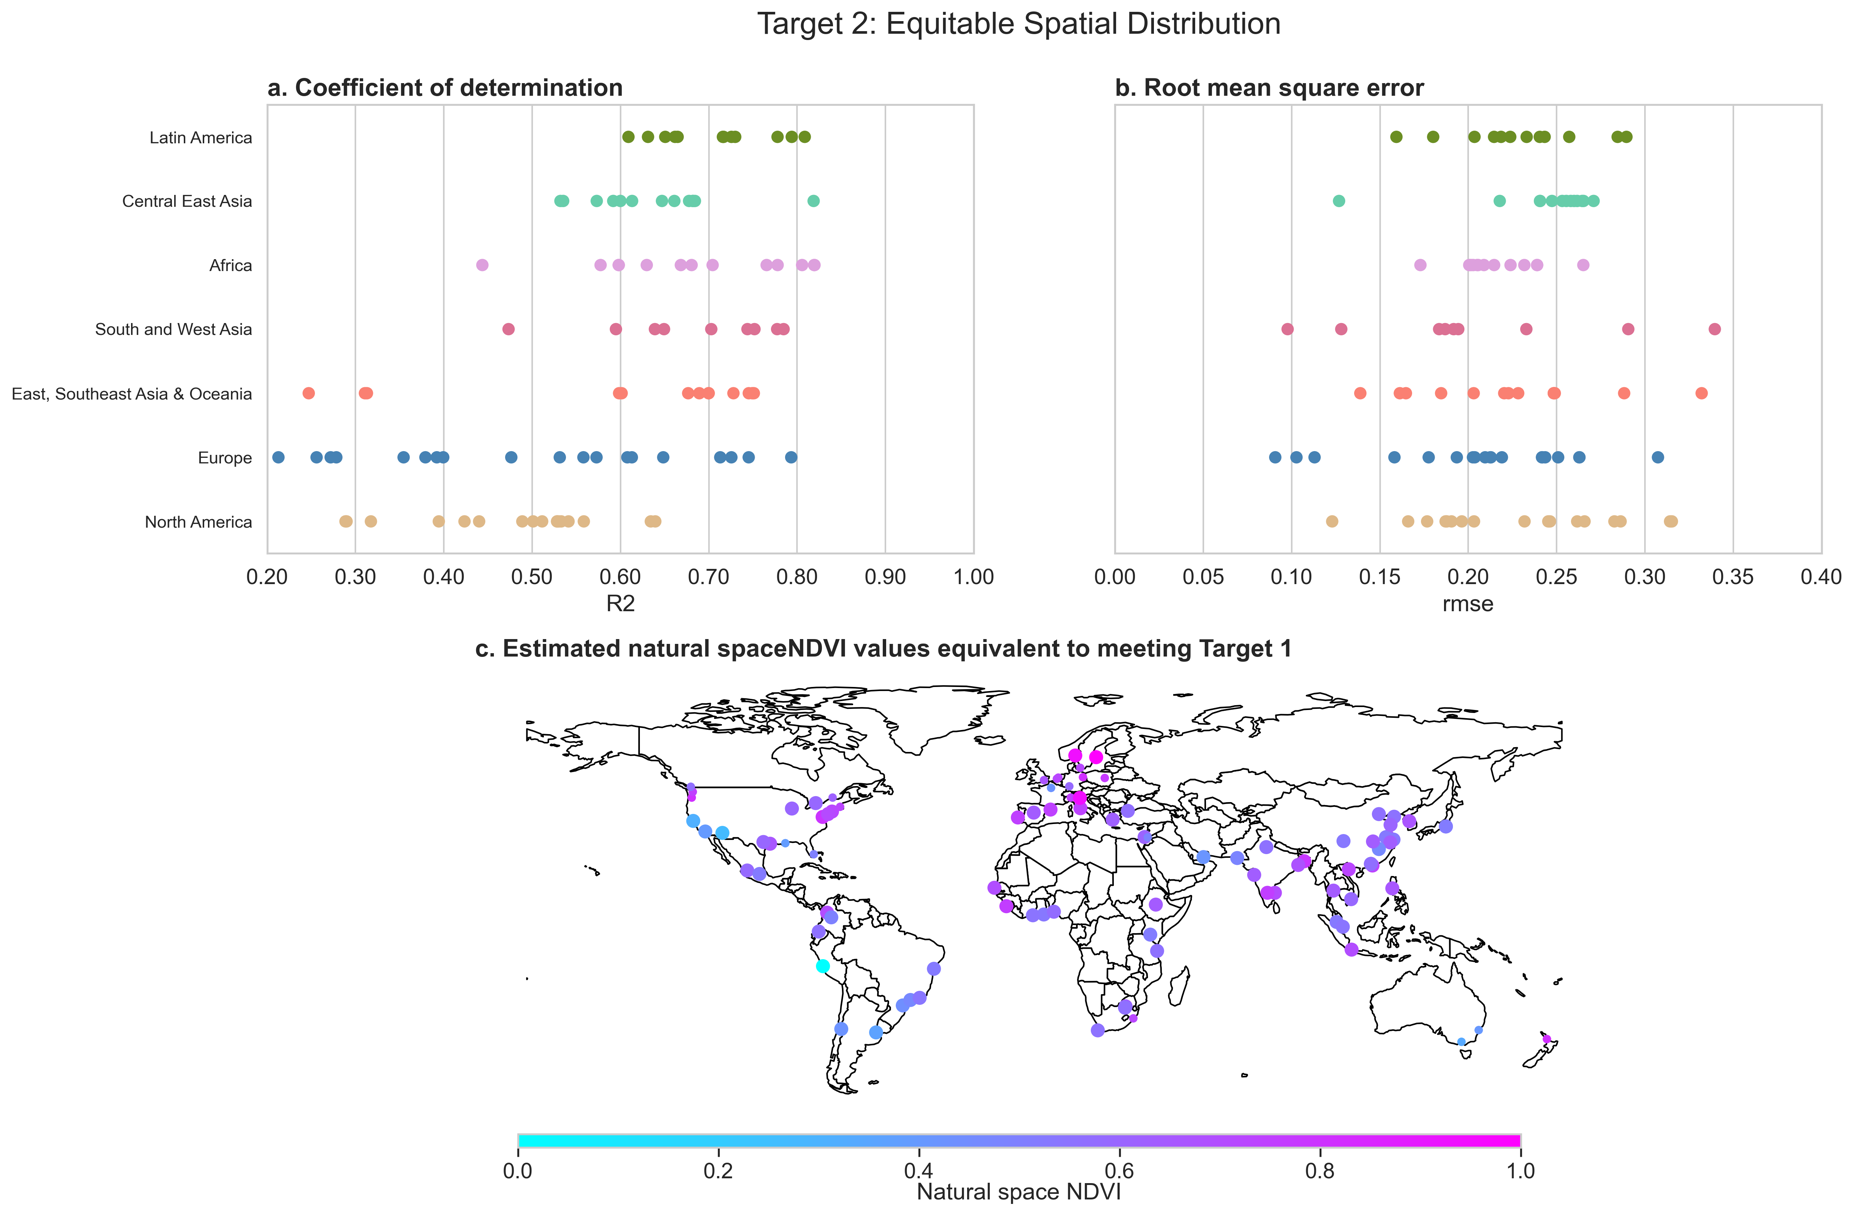 Target 2: Equitable Spatial Distribution
a. Coefficient of determination
Latin America
Central East Asia
Africa
South and West Asia
East, Southeast Asia & Oceania
Europe
North America
0.20 0.30 0.40 0.50 0.60 0.70 0.80 0.90 1.00
R2
b. Root mean square error
0.00 0.05 0.10 0.15 0.20 0.25 0.30 0.35 0.40
rmse
c. Estimated natural spaceNDVI values equivalent to meeting Target 1
0.0 0.2 0.4 0.6 0.8 1.0
Natural space NDVI